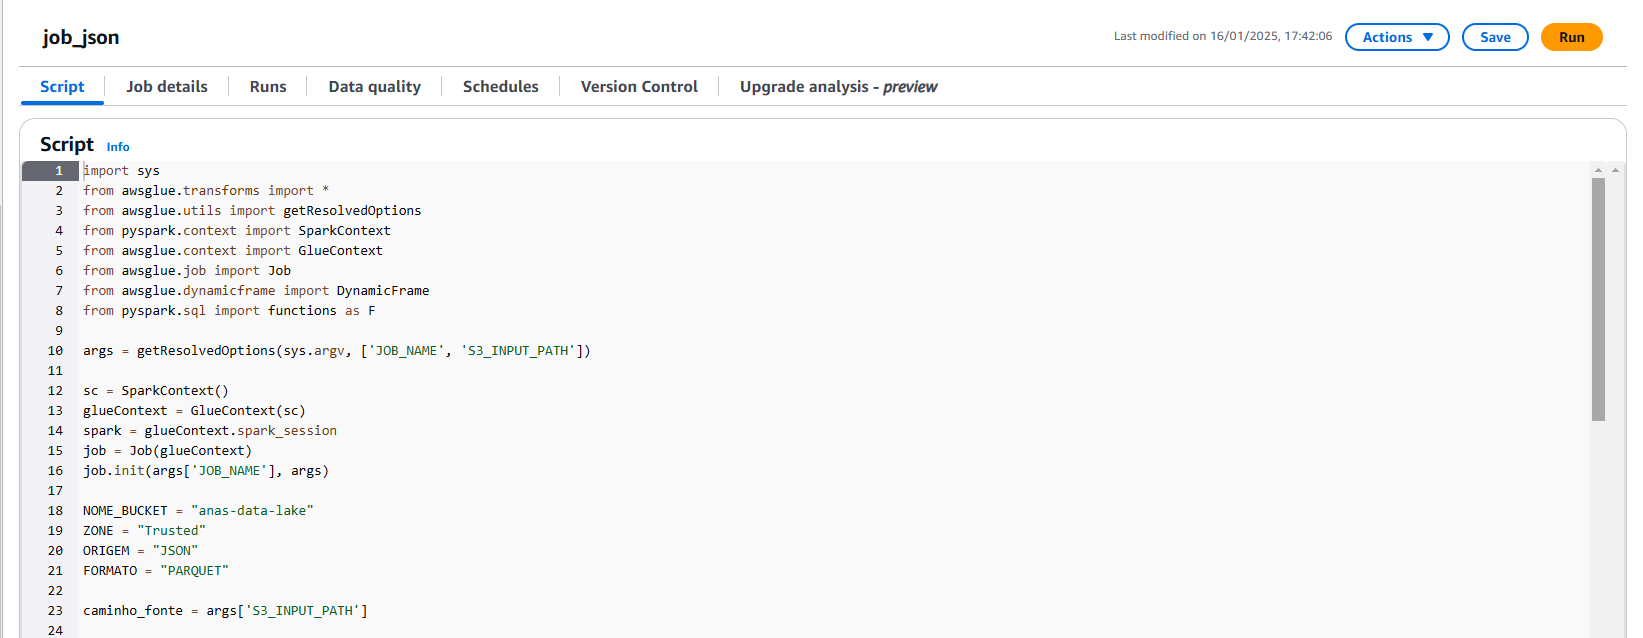 job_json
Last modified on 16/01/2025, 17:42:06
Actions
Save
Run
Script
Job details
Runs
Data quality
Schedules
Version Control
Upgrade analysis - preview
Script Info
1 import sys
2 from awsglue.transforms import *
3 from awsglue.utils import getResolvedOptions
4 from pyspark.context import SparkContext
5 from awsglue.context import GlueContext
6 from awsglue.job import Job
7 from awsglue.dynamicframe import DynamicFrame
8 from pyspark.sql import functions as F
9
10 args = getResolvedOptions(sys.argv, ['JOB_NAME', 'S3_INPUT_PATH'])
11
12 sc = SparkContext()
13 glueContext = GlueContext(sc)
14 spark = glueContext.spark_session
15 job = Job(glueContext)
16 job.init(args['JOB_NAME'], args)
17
18 NOME_BUCKET = "anas-data-lake"
19 ZONE = "Trusted"
20 ORIGEM = "JSON"
21 FORMATO = "PARQUET"
22
23 caminho_fonte = args['S3_INPUT_PATH']
24